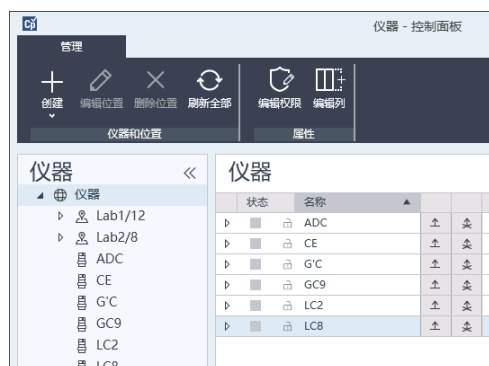 Cp
仪器 - 控制面板
管理
创建 编辑位置 删除位置 刷新全部 编辑权限 编辑列
仪器和位置 属性
仪器
仪器
Lab1/12
Lab2/8
ADC
CE
G'C
GC9
LC2
LC8
仪器
状态 名称
ADC
CE
G'C
GC9
LC2
LC8